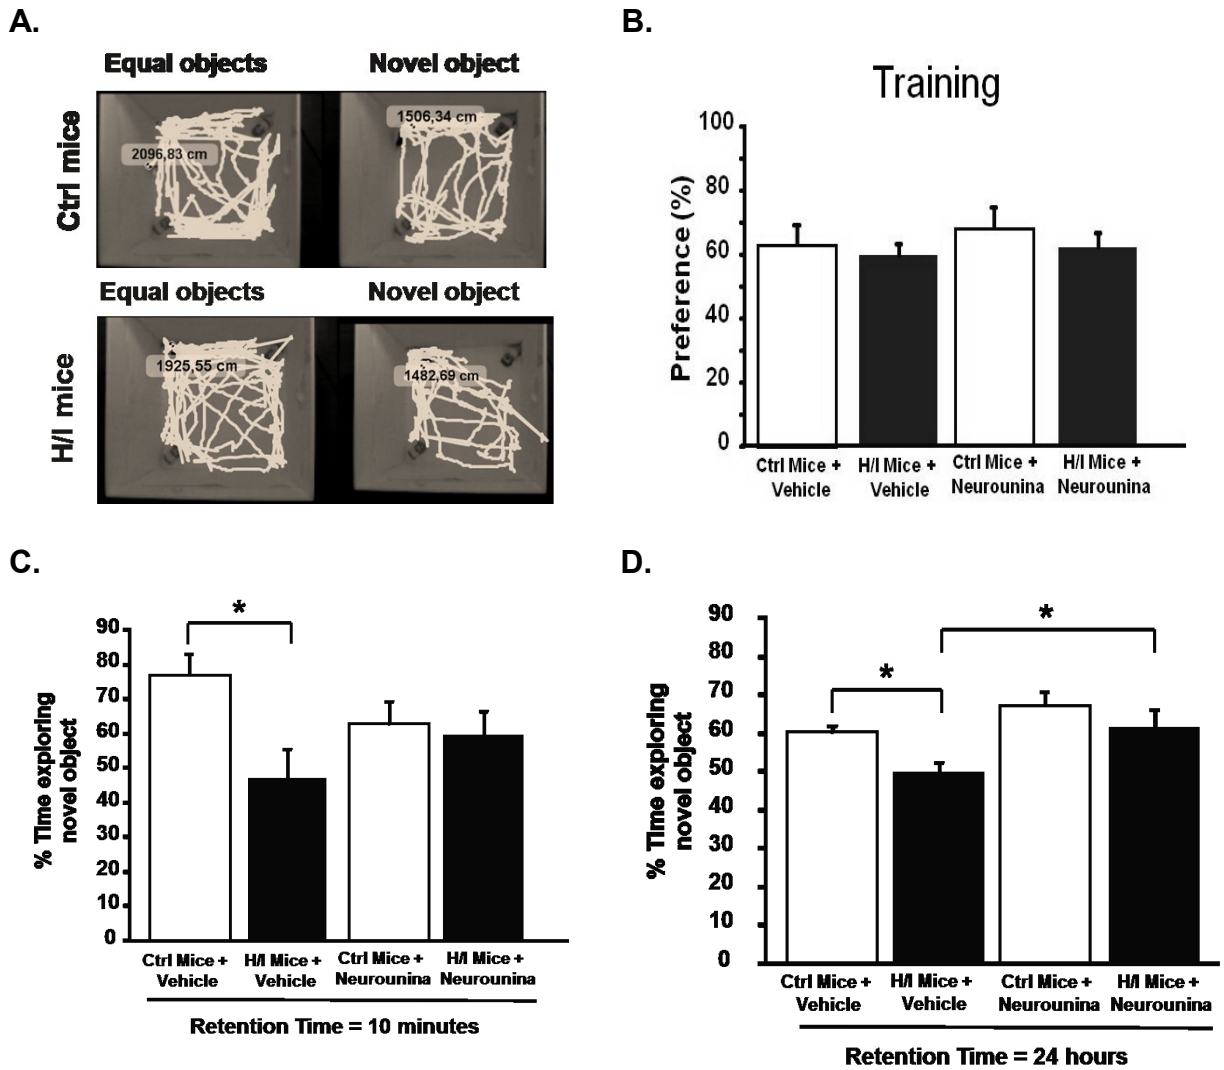 A.
Equal objects
Novel object
Ctrl mice
2096,83 cm
1506,34 cm
Equal objects
Novel object
H/I mice
1925,55 cm
1482,69 cm
B.
Training
Preference (%)
100
80
60
40
20
0
Ctrl Mice +
Vehicle
H/I Mice +
Vehicle
Ctrl Mice +
Neurounina
H/I Mice +
Neurounina
C.
% Time exploring
novel object
90
80
70
60
50
40
30
20
10
0
*
Ctrl Mice +
Vehicle
H/I Mice +
Vehicle
Ctrl Mice +
Neurounina
H/I Mice +
Neurounina
Retention Time = 10 minutes
D.
% Time exploring
novel object
90
80
70
60
50
40
30
20
10
0
*
*
Ctrl Mice +
Vehicle
H/I Mice +
Vehicle
Ctrl Mice +
Neurounina
H/I Mice +
Neurounina
Retention Time = 24 hours